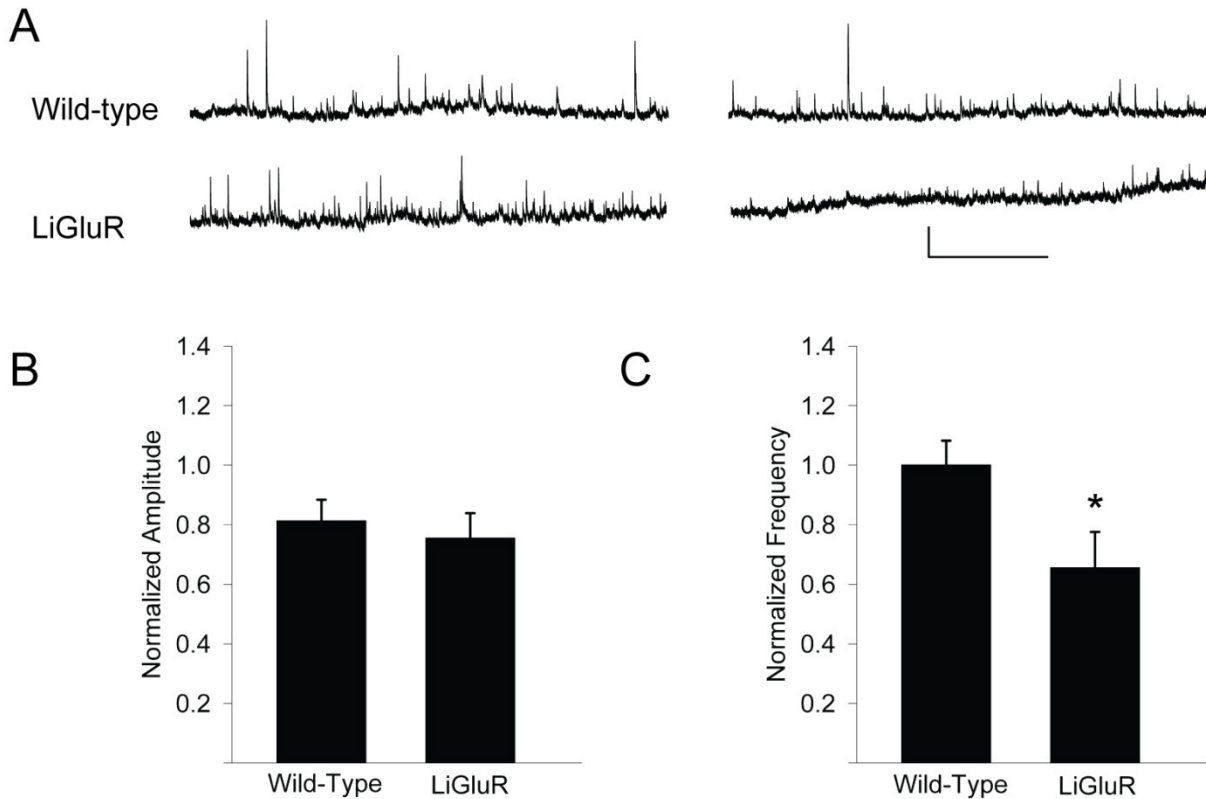 A
Wild-type
LiGluR
B
Normalized Amplitude
1.4
1.2
1.0
0.8
0.6
0.4
0.2
Wild-Type
LiGluR
C
Normalized Frequency
1.4
1.2
1.0
0.8
0.6
0.4
0.2
*
Wild-Type
LiGluR